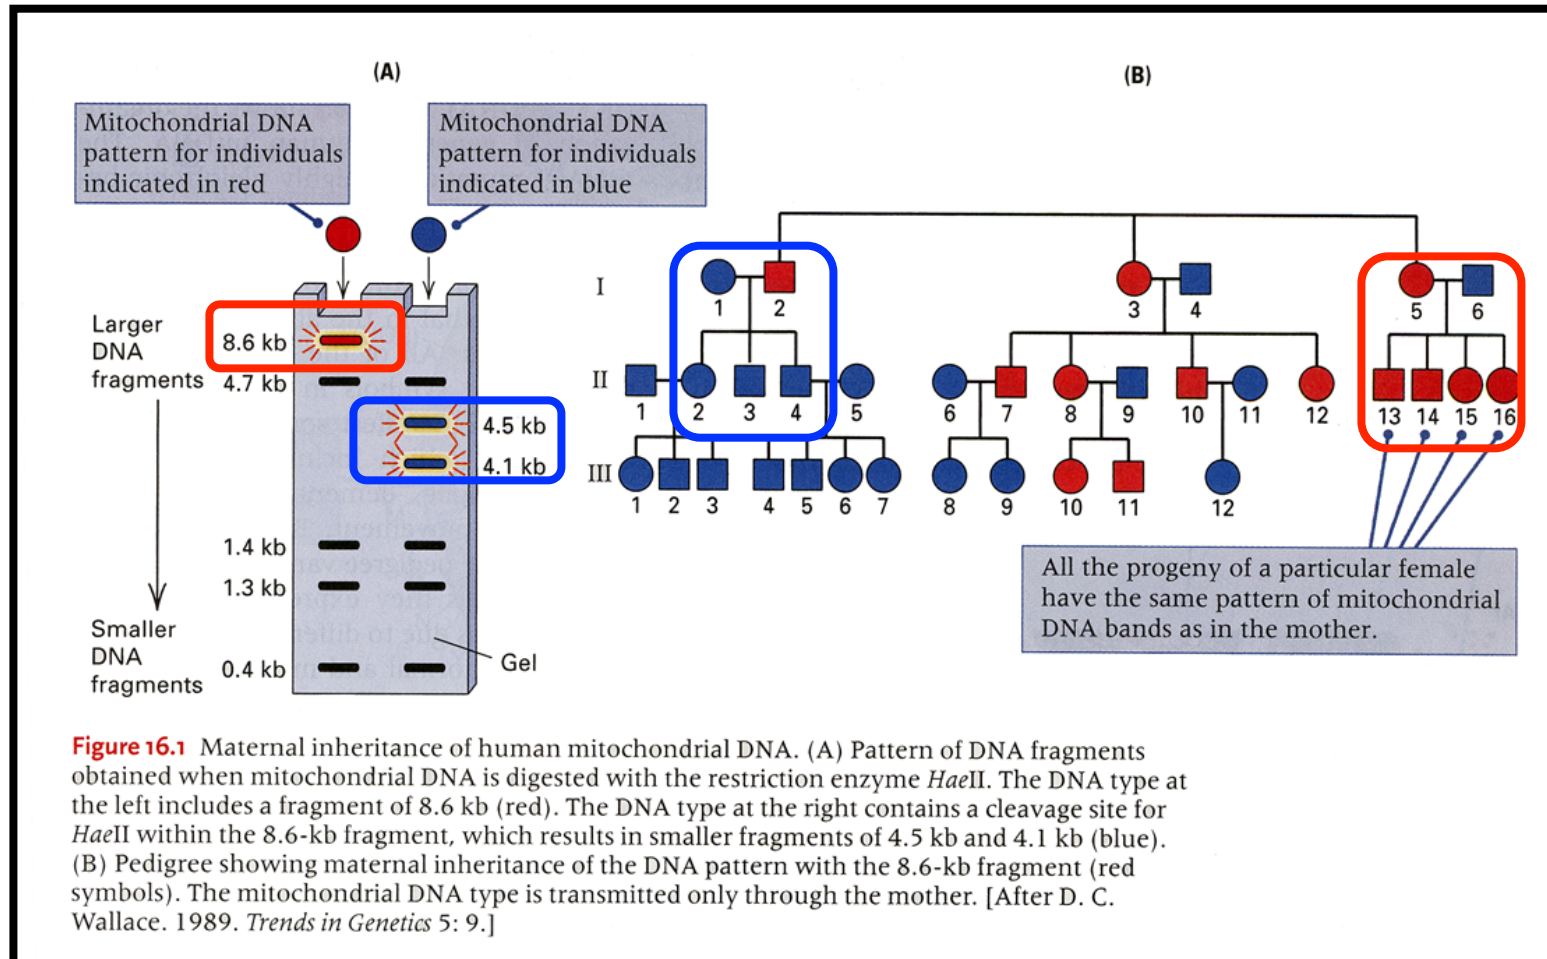 (A)
(B)
Mitochondrial DNA
pattern for individuals
indicated in red
Mitochondrial DNA
pattern for individuals
indicated in blue
Larger
DNA
fragments
8.6 kb
4.7 kb
4.5 kb
4.1 kb
1.4 kb
1.3 kb
0.4 kb
Smaller
DNA
fragments
Gel
I
1 2 3 4 5 6
II
1 2 3 4 5 6 7 8 9 10 11 12 13 14 15 16
III
1 2 3 4 5 6 7 8 9 10 11 12
All the progeny of a particular female
have the same pattern of mitochondrial
DNA bands as in the mother.
Figure 16.1 Maternal inheritance of human mitochondrial DNA. (A) Pattern of DNA fragments
obtained when mitochondrial DNA is digested with the restriction enzyme HaeII. The DNA type at
the left includes a fragment of 8.6 kb (red). The DNA type at the right contains a cleavage site for
HaeII within the 8.6-kb fragment, which results in smaller fragments of 4.5 kb and 4.1 kb (blue).
(B) Pedigree showing maternal inheritance of the DNA pattern with the 8.6-kb fragment (red
symbols). The mitochondrial DNA type is transmitted only through the mother. [After D. C.
Wallace. 1989. Trends in Genetics 5: 9.]